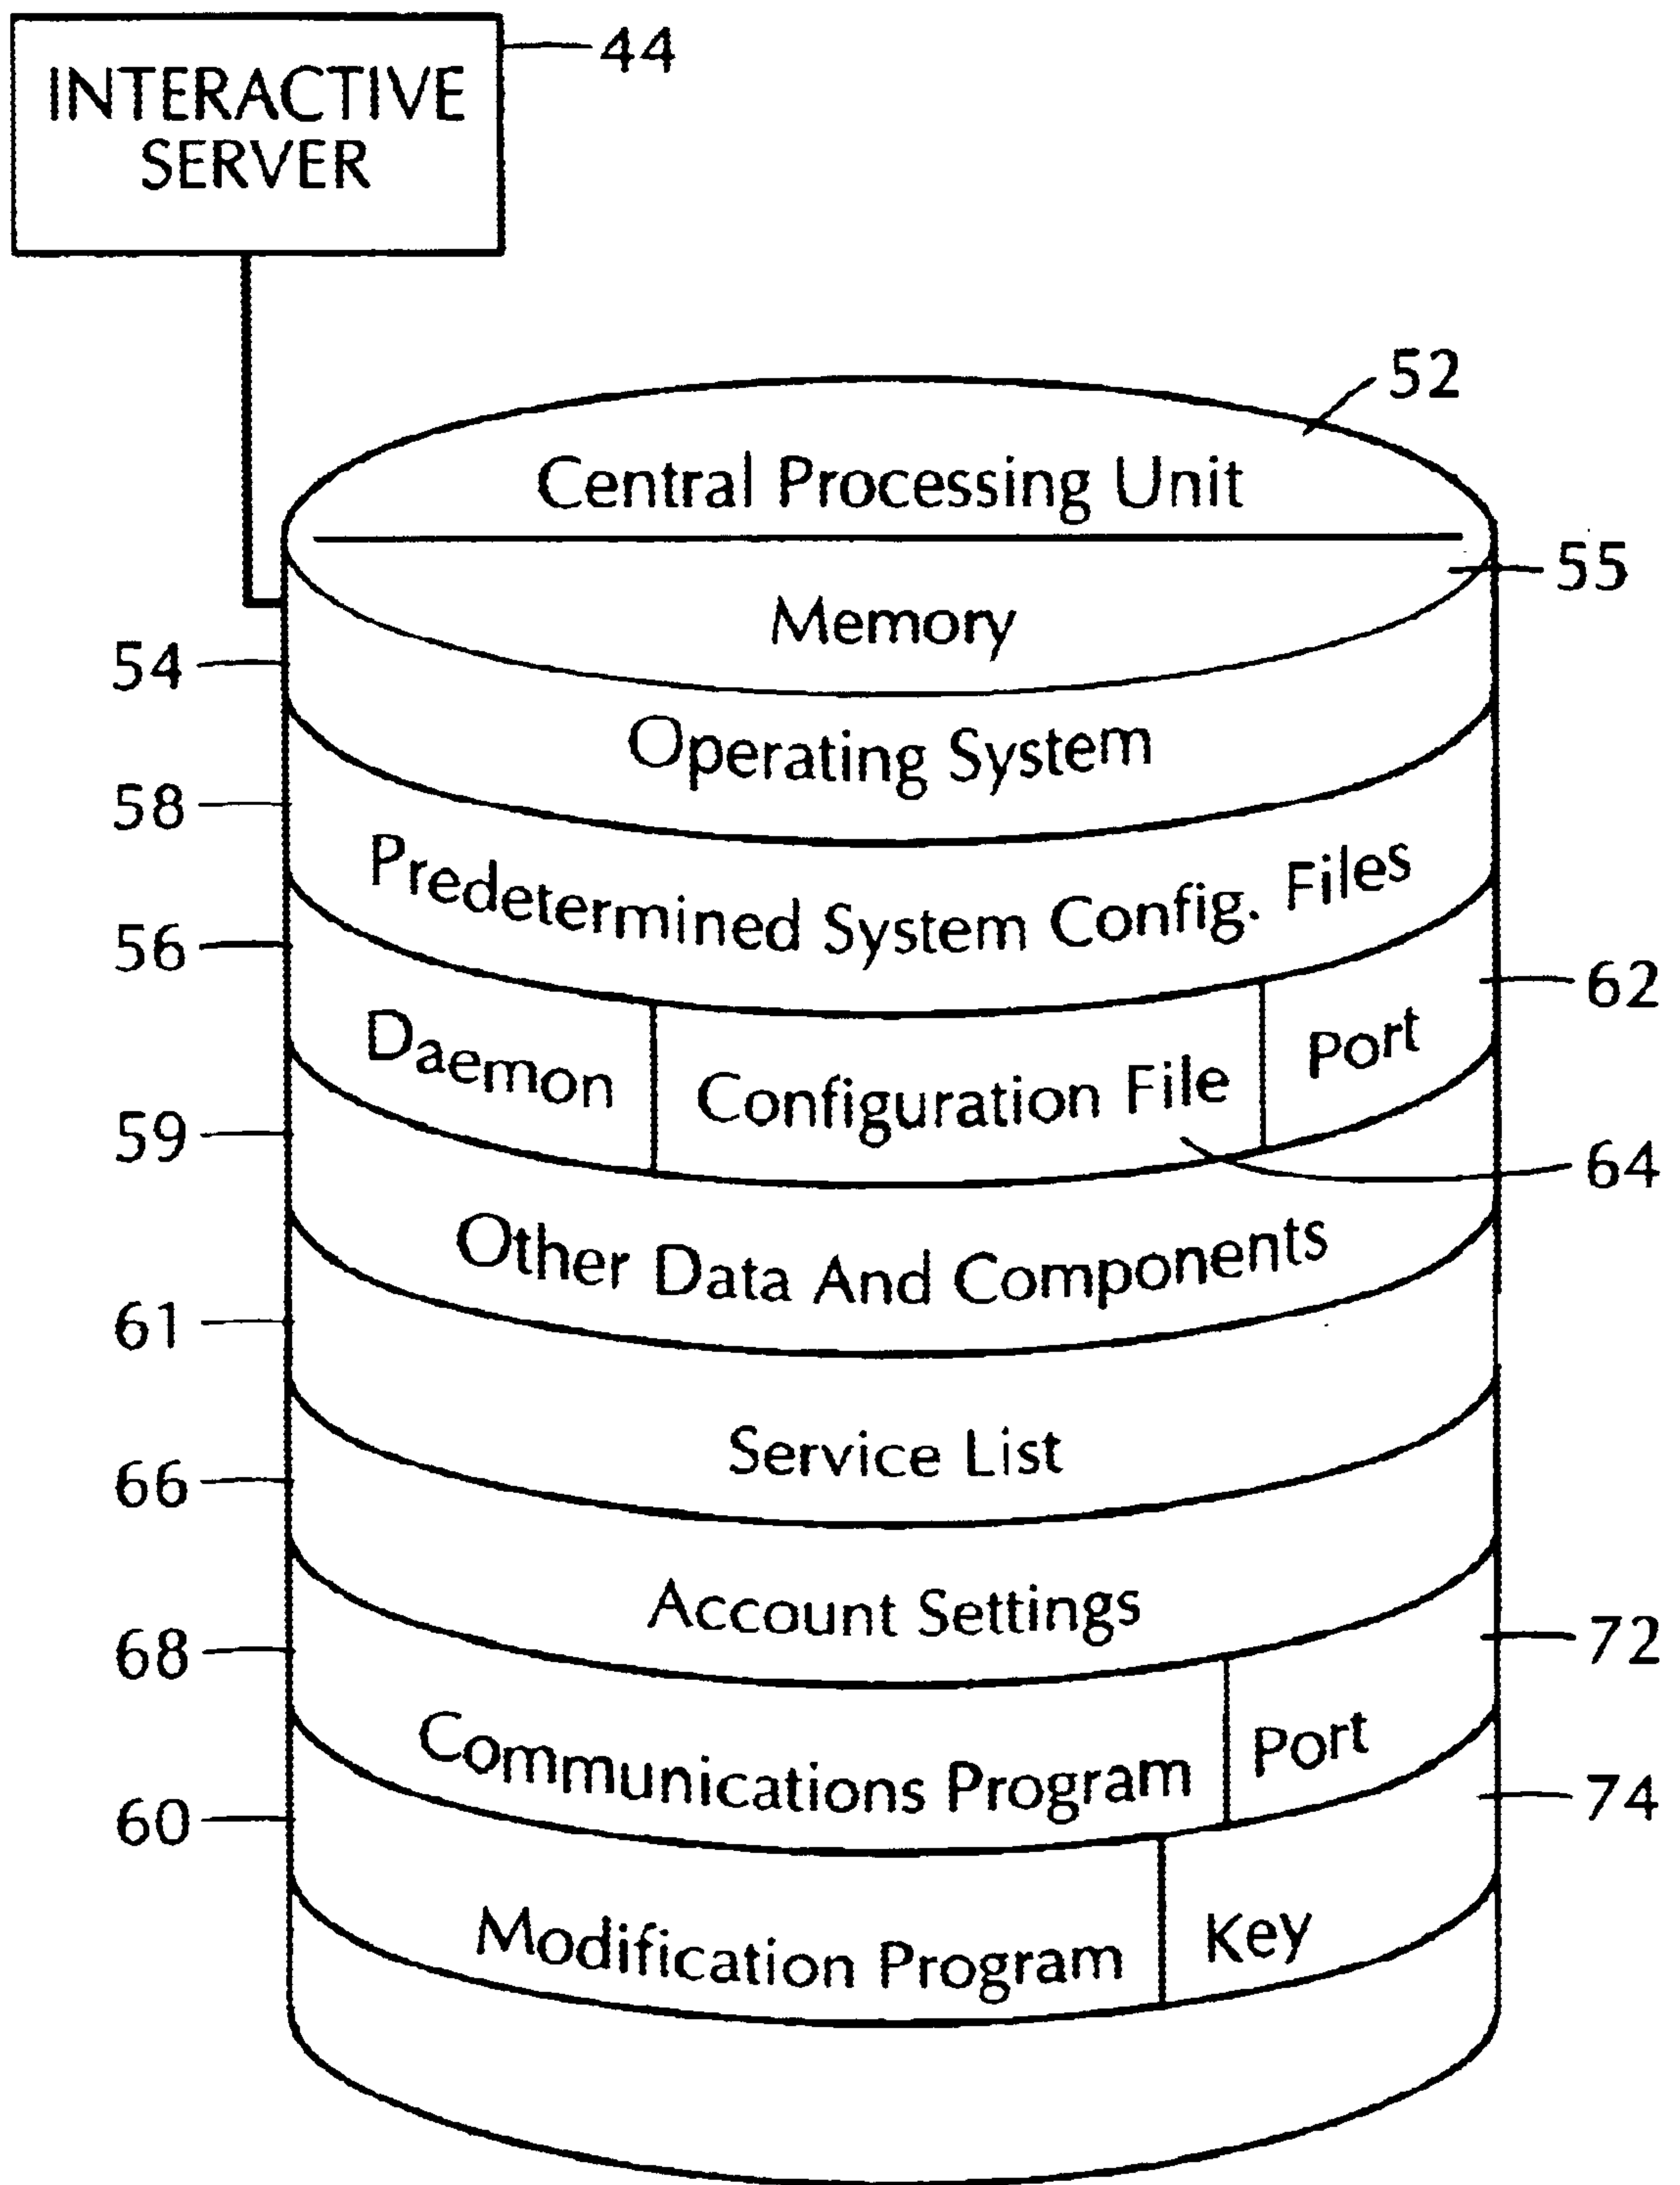 INTERACTIVE
SERVER
44
52
Central Processing Unit
55
Memory
54
Operating System
58
Predetermined System Config. Files
56
62
Daemon
Configuration File
Port
59
64
Other Data And Components
61
Service List
66
Account Settings
68
72
Communications Program
Port
60
74
Modification Program
Key